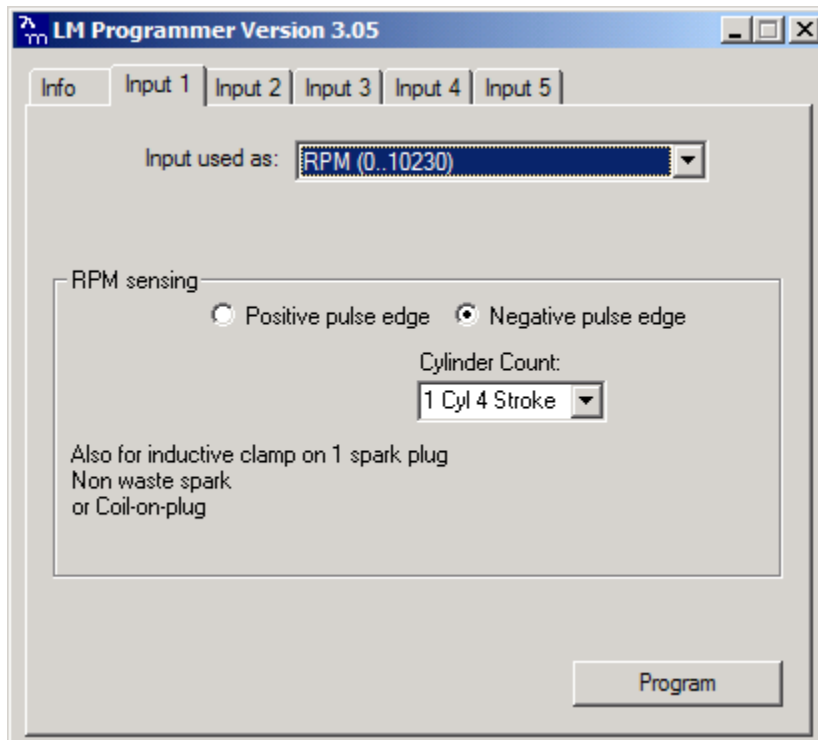 LM Programmer Version 3.05
Info Input 1 Input 2 Input 3 Input 4 Input 5
Input used as: RPM (0..10230)
RPM sensing
Positive pulse edge Negative pulse edge
Cylinder Count:
1 Cyl 4 Stroke
Also for inductive clamp on 1 spark plug
Non waste spark
or Coil-on-plug
Program